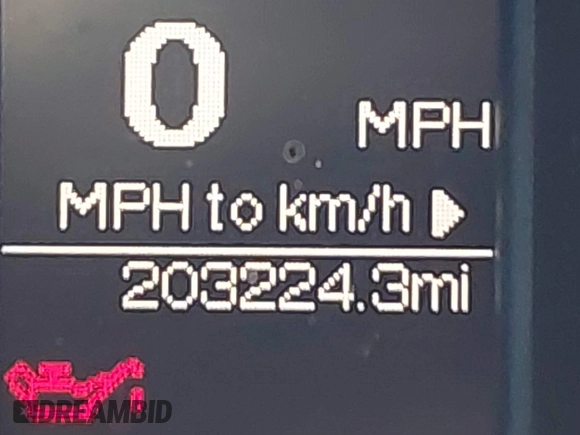 0
MPH
MPH to km/h
203224.3mi
DREAMBID